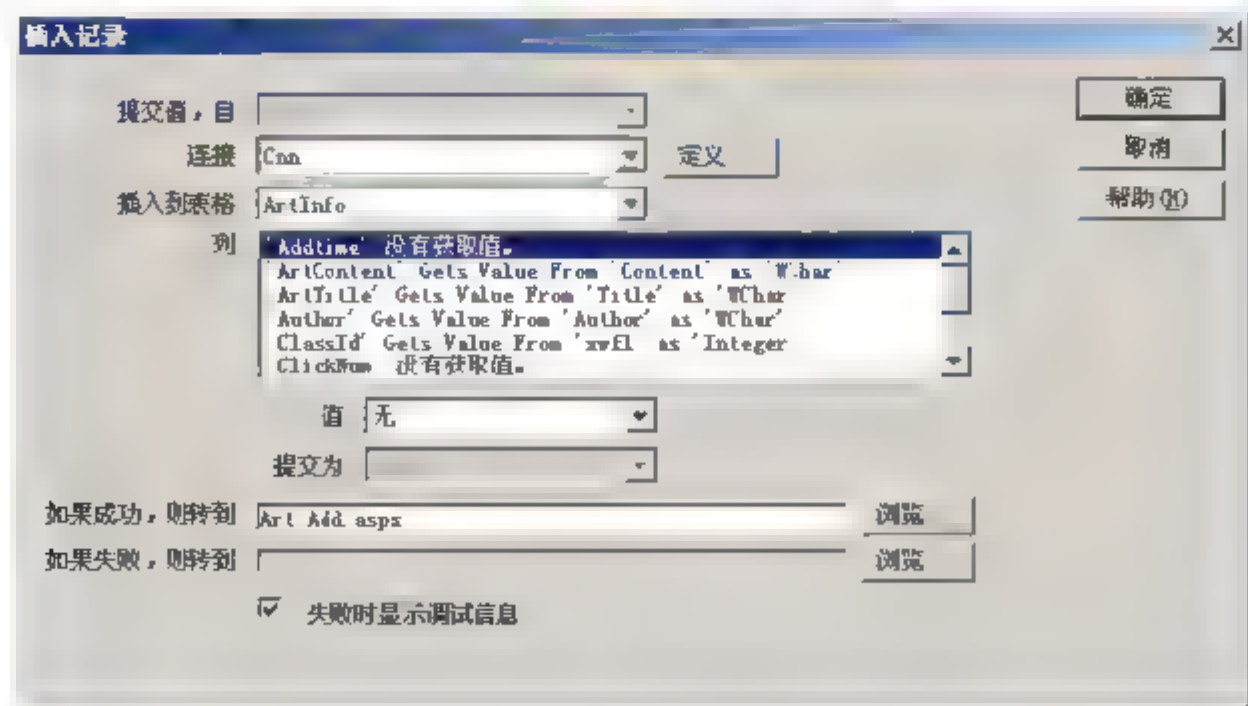 插入记录
提交值，自
确定
连接 Cnn 定义
取消
插入到表格 ArtInfo
帮助(H)
列 'Addtime' 没有获取值。
'ArtContent' Gets Value From 'Content' as 'WChar'
ArtTitle' Gets Value From 'Title' as 'WChar
Author' Gets Value From 'Author' as 'WChar'
ClassId' Gets Value From 'xwfl as 'Integer
ClickNum 没有获取值。
值 无
提交为
如果成功，则转到 Art Add aspx 浏览
如果失败，则转到 浏览
失败时显示调试信息